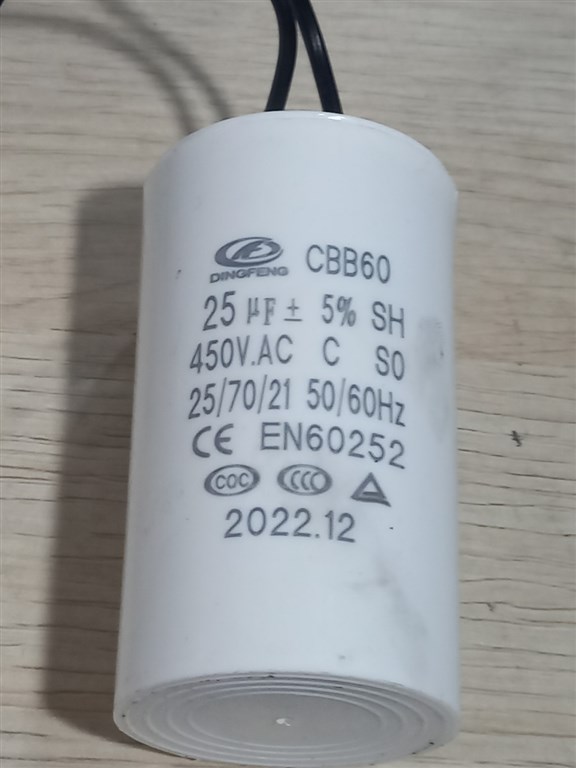 DINGFENG CBB60
25 μF ± 5% SH
450V.AC C S0
25/70/21 50/60Hz
CE EN60252
COC CCC
2022.12